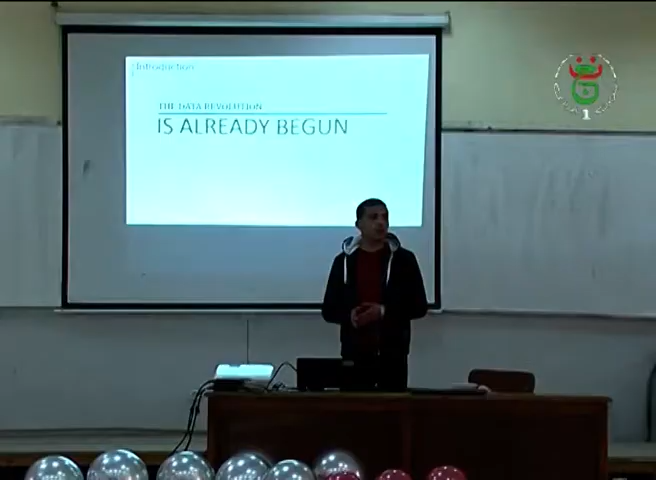 Introduction
THE DATA REVOLUTION
IS ALREADY BEGUN
1